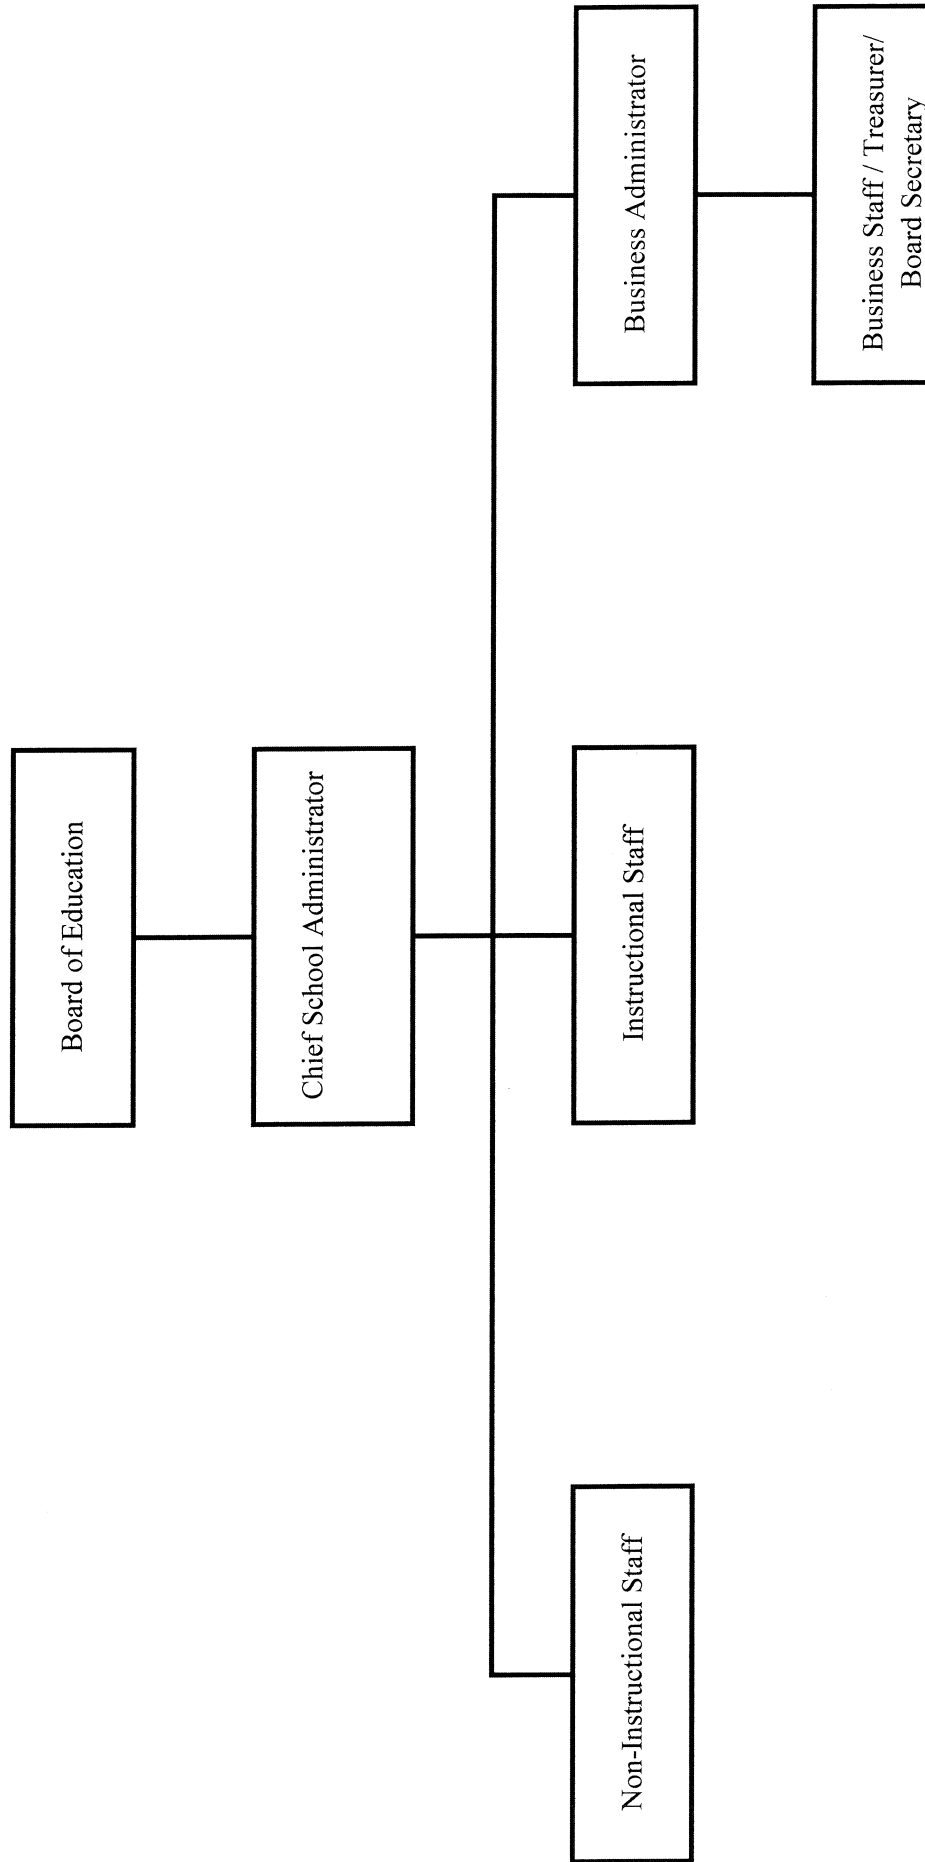 Board of Education
Chief School Administrator
Non-Instructional Staff
Instructional Staff
Business Administrator
Business Staff / Treasurer/
Board Secretary